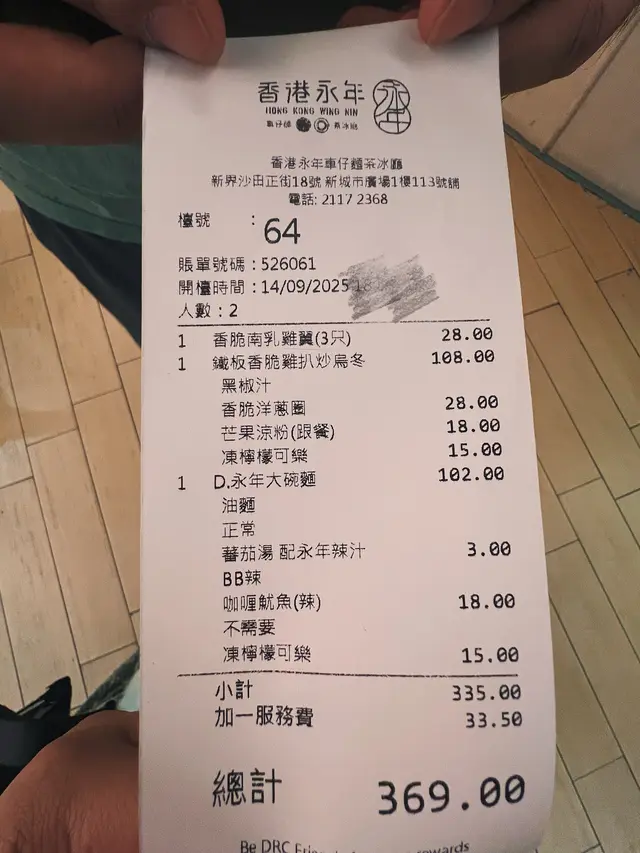 香港永年
HONG KONG WING NIN
車仔麵 茶冰廳
永年
香港永年車仔麵茶冰廳
新界沙田正街18號 新城市廣場1樓113號舖
電話: 2117 2368
檯號 : 64
賬單號碼 : 526061
開檯時間 : 14/09/2025
人數 : 2
1 香脆南乳雞翼(3只) 28.00
1 鐵板香脆雞扒炒烏冬 108.00
黑椒汁
香脆洋蔥圈 28.00
芒果涼粉(跟餐) 18.00
凍檸檬可樂 15.00
1 D.永年大碗麵 102.00
油麵
正常
蕃茄湯 配永年辣汁 3.00
BB辣
咖喱魷魚(辣) 18.00
不需要
凍檸檬可樂 15.00
小計 335.00
加一服務費 33.50
總計 369.00
Be DRC